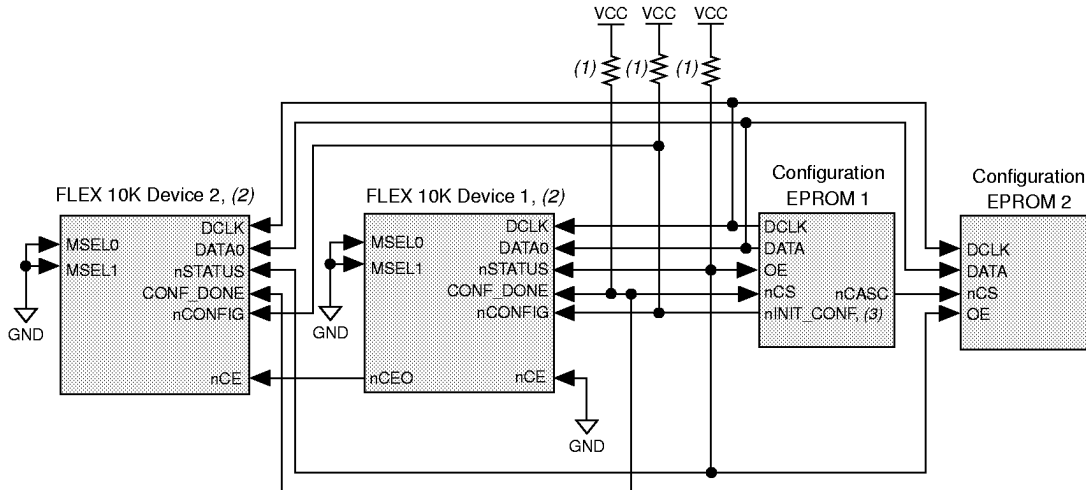 VCC VCC VCC
(1) (1) (1)
FLEX 10K Device 2, (2)
MSEL0
MSEL1
DCLK
DATA0
nSTATUS
CONF_DONE
nCONFIG
nCE
GND
FLEX 10K Device 1, (2)
MSEL0
MSEL1
DCLK
DATA0
nSTATUS
CONF_DONE
nCONFIG
nCEO
nCE
GND
GND
Configuration
EPROM 1
DCLK
DATA
OE
nCS
nCASC
nINIT_CONF, (3)
Configuration
EPROM 2
DCLK
DATA
nCS
OE